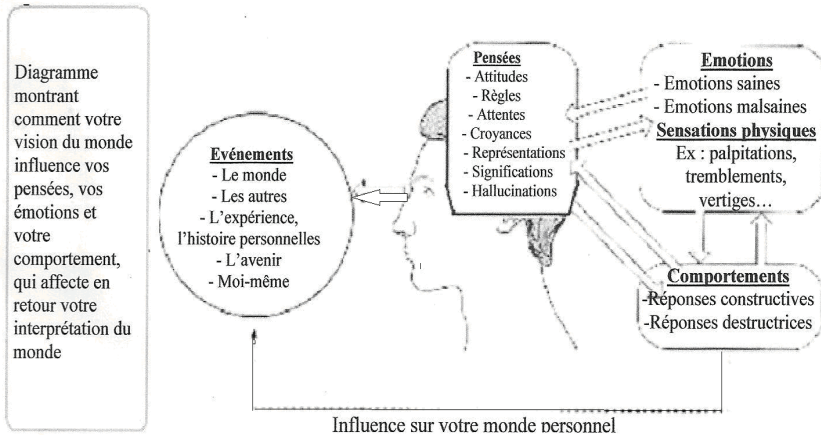 Diagramme
montrant
comment votre
vision du monde
influence vos
pensées, vos
émotions et
votre
comportement,
qui affecte en
retour votre
interprétation du
monde
Evénements
- Le monde
- Les autres
- L’expérience,
l’histoire personnelles
- L’avenir
- Moi-même
Pensées
- Attitudes
- Règles
- Attentes
- Croyances
- Représentations
- Significations
- Hallucinations
Emotions
- Emotions saines
- Emotions malsaines
Sensations physiques
Ex : palpitations,
tremblements,
vertiges…
Comportements
-Réponses constructives
-Réponses destructrices
Influence sur votre monde personnel